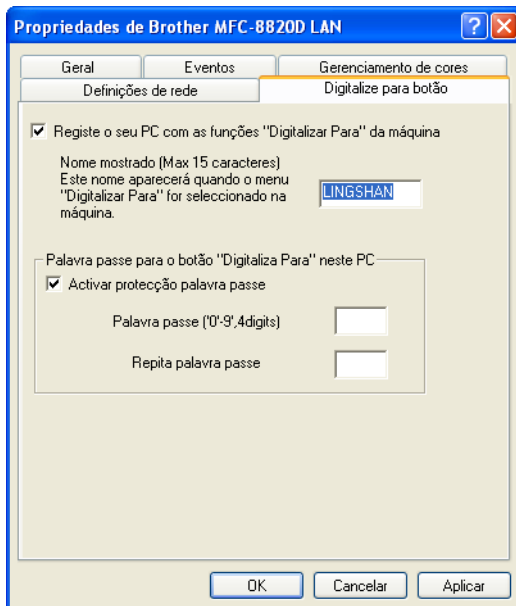 Propriedades de Brother MFC-8820D LAN
Geral
Eventos
Gerenciamento de cores
Definições de rede
Digitalize para botão
Registe o seu PC com as funções "Digitalizar Para" da máquina
Nome mostrado (Max 15 caracteres)
Este nome aparecerá quando o menu
"Digitalizar Para" for seleccionado na
máquina.
LINGSHAN
Palavra passe para o botão "Digitaliza Para" neste PC
Activar protecção palavra passe
Palavra passe ('0'-'9',4digits)
Repita palavra passe
OK
Cancelar
Aplicar